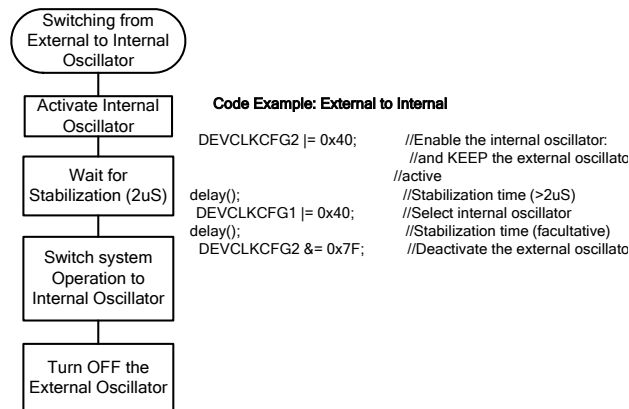 Switching from
External to Internal
Oscillator
Activate Internal
Oscillator
Wait for
Stabilization (2uS)
Switch system
Operation to
Internal Oscillator
Turn OFF the
External Oscillator
Code Example: External to Internal
DEVCLKCFG2 |= 0x40; //Enable the internal oscillator:
//and KEEP the external oscillato
//active
delay(); //Stabilization time (>2uS)
DEVCLKCFG1 |= 0x40; //Select internal oscillator
delay(); //Stabilization time (facultative)
DEVCLKCFG2 &= 0x7F; //Deactivate the external oscillato